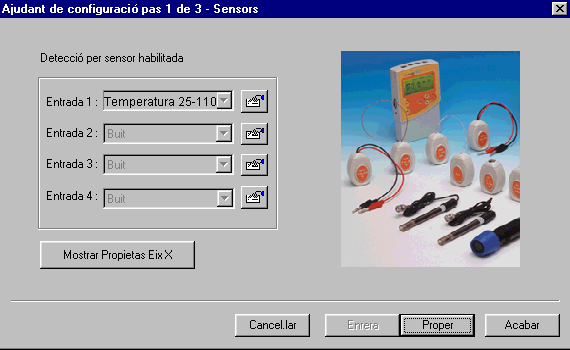 Ajudant de configuració pas 1 de 3 - Sensors
Detecció per sensor habilitada
Entrada 1 : Temperatura 25-110
Entrada 2 : Buit
Entrada 3 : Buit
Entrada 4 : Buit
Mostrar Propietas Eix X
Cancel.lar Enrera Proper Acabar